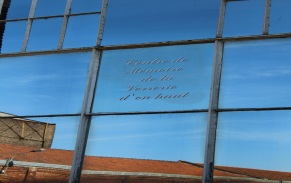 Centre de
Mémoire
de la
Verrerie
d'en haut